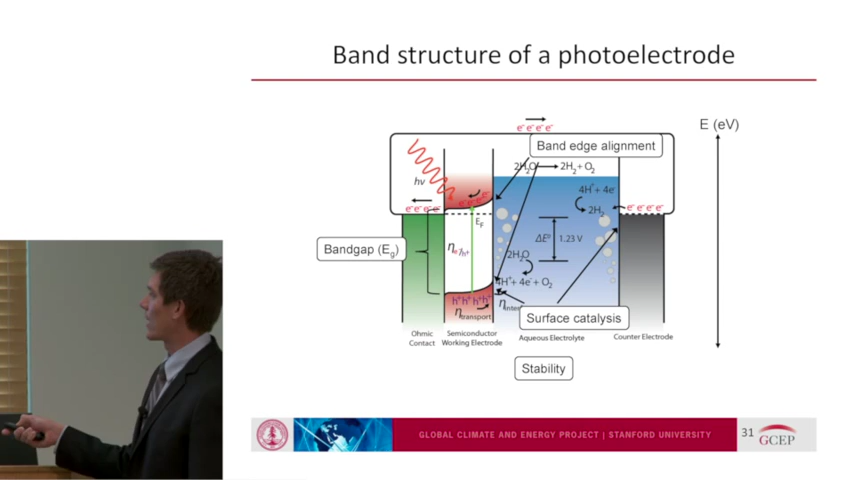 Band structure of a photoelectrode
E (eV)
e⁻ e⁻ e⁻ e⁻
Band edge alignment
2H₂O → 2H₂ + O₂
hν
4H⁺ + 4e⁻
e⁻ e⁻ e⁻ e⁻
e⁻ e⁻ e⁻ e⁻
2H₂
e⁻ e⁻ e⁻ e⁻
E_F
ΔE⁰ 1.23 V
Bandgap (E_g)
η e⁻/h⁺
2H₂O
4H⁺ + 4e⁻ + O₂
h⁺ h⁺ h⁺ h⁺
η transport
Surface catalysis
Ohmic Contact
Semiconductor Working Electrode
Aqueous Electrolyte
Counter Electrode
Stability
GLOBAL CLIMATE AND ENERGY PROJECT | STANFORD UNIVERSITY
31
GCEP